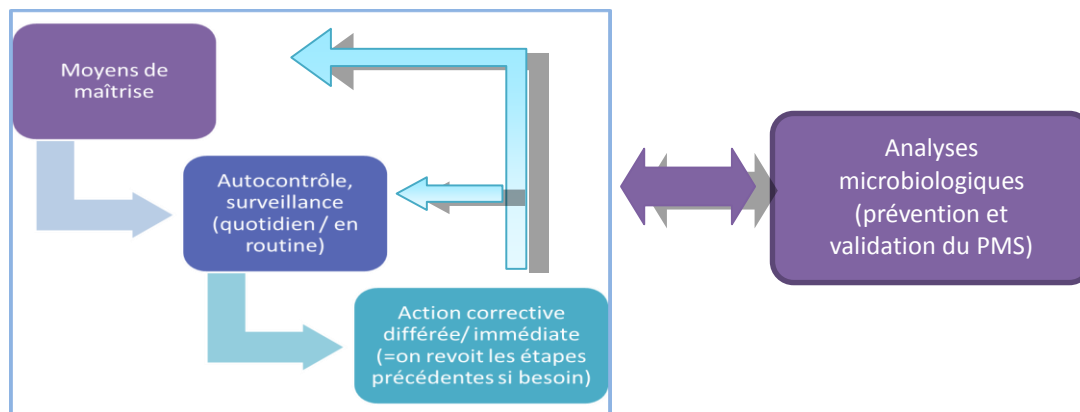 Moyens de
maîtrise
Autocontrôle,
surveillance
(quotidien / en
routine)
Action corrective
différée/ immédiate
(=on revoit les étapes
précédentes si besoin)
Analyses
microbiologiques
(prévention et
validation du PMS)